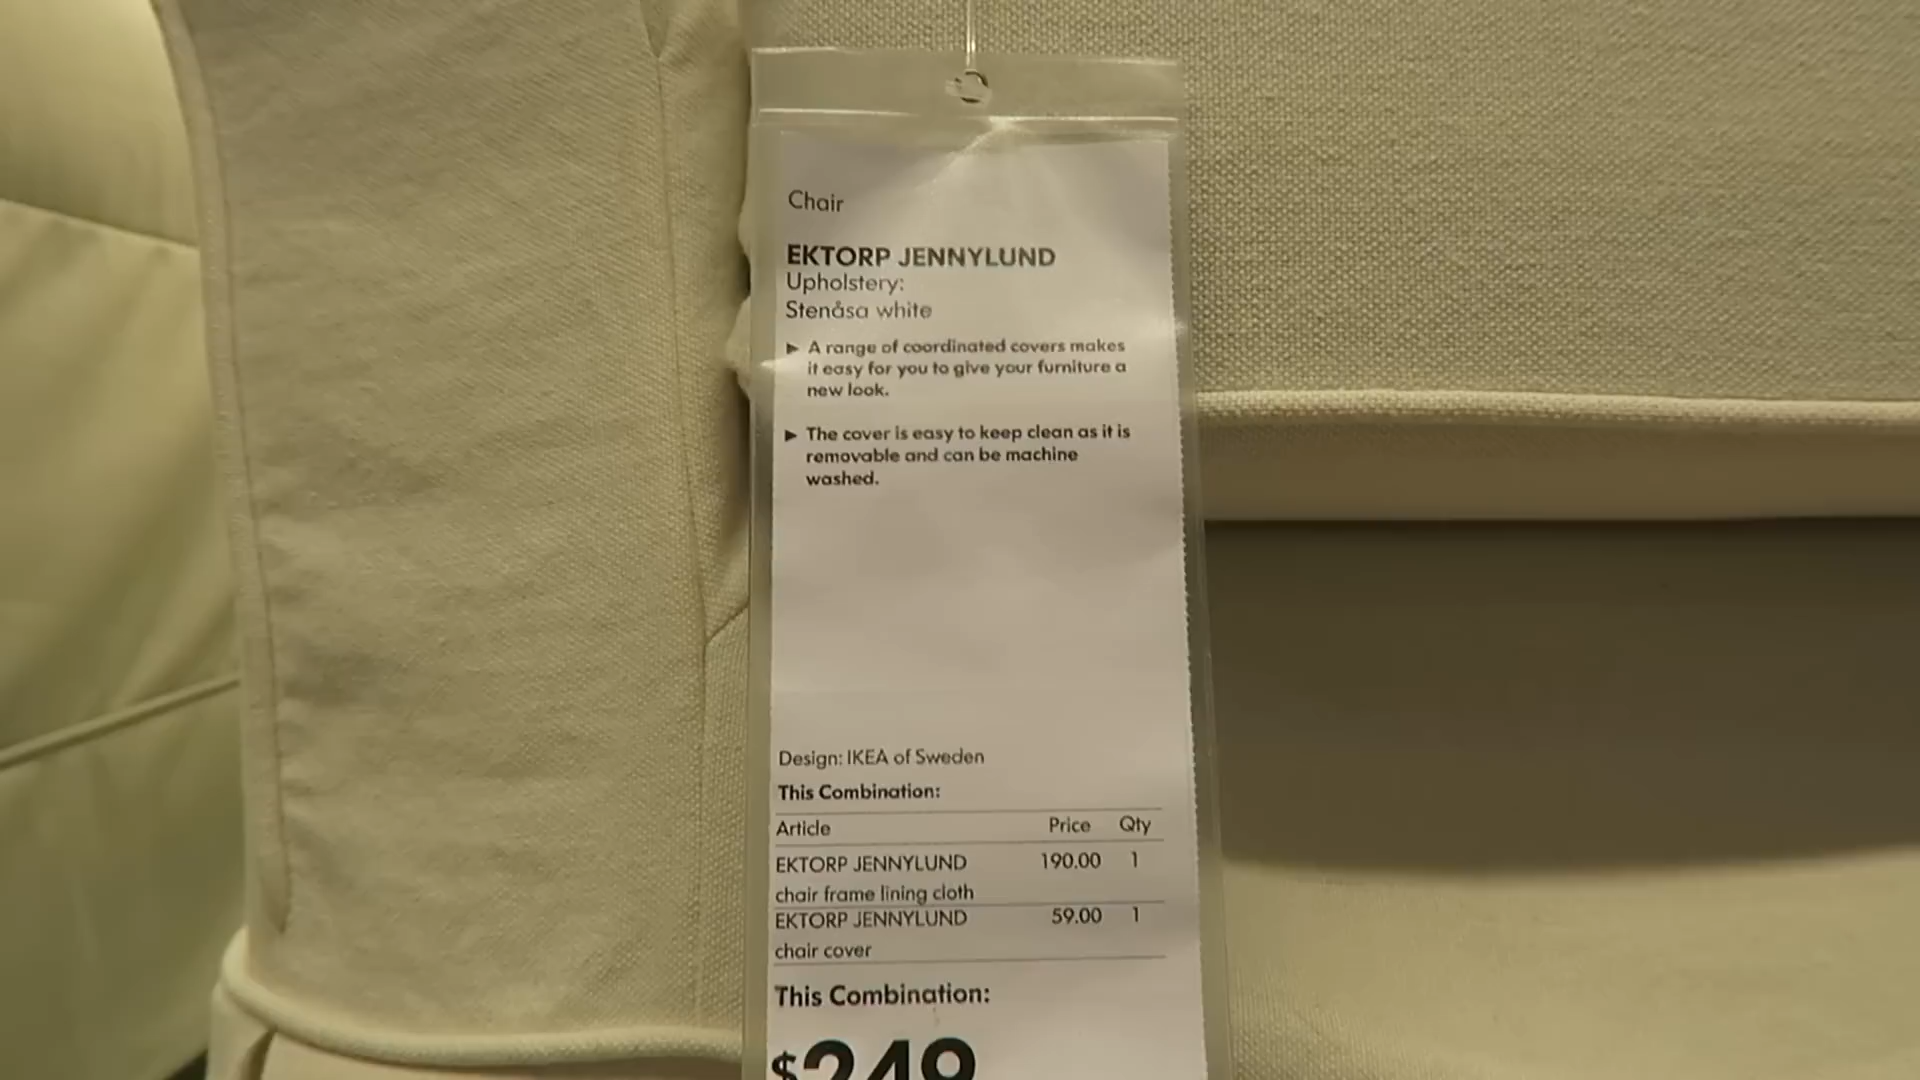 Chair
EKTORP JENNYLUND
Upholstery:
Stenåsa white
► A range of coordinated covers makes
it easy for you to give your furniture a
new look.
► The cover is easy to keep clean as it is
removable and can be machine
washed.
Design: IKEA of Sweden
This Combination:
Article Price Qty
EKTORP JENNYLUND 190.00 1
chair frame lining cloth
EKTORP JENNYLUND 59.00 1
chair cover
This Combination:
$249